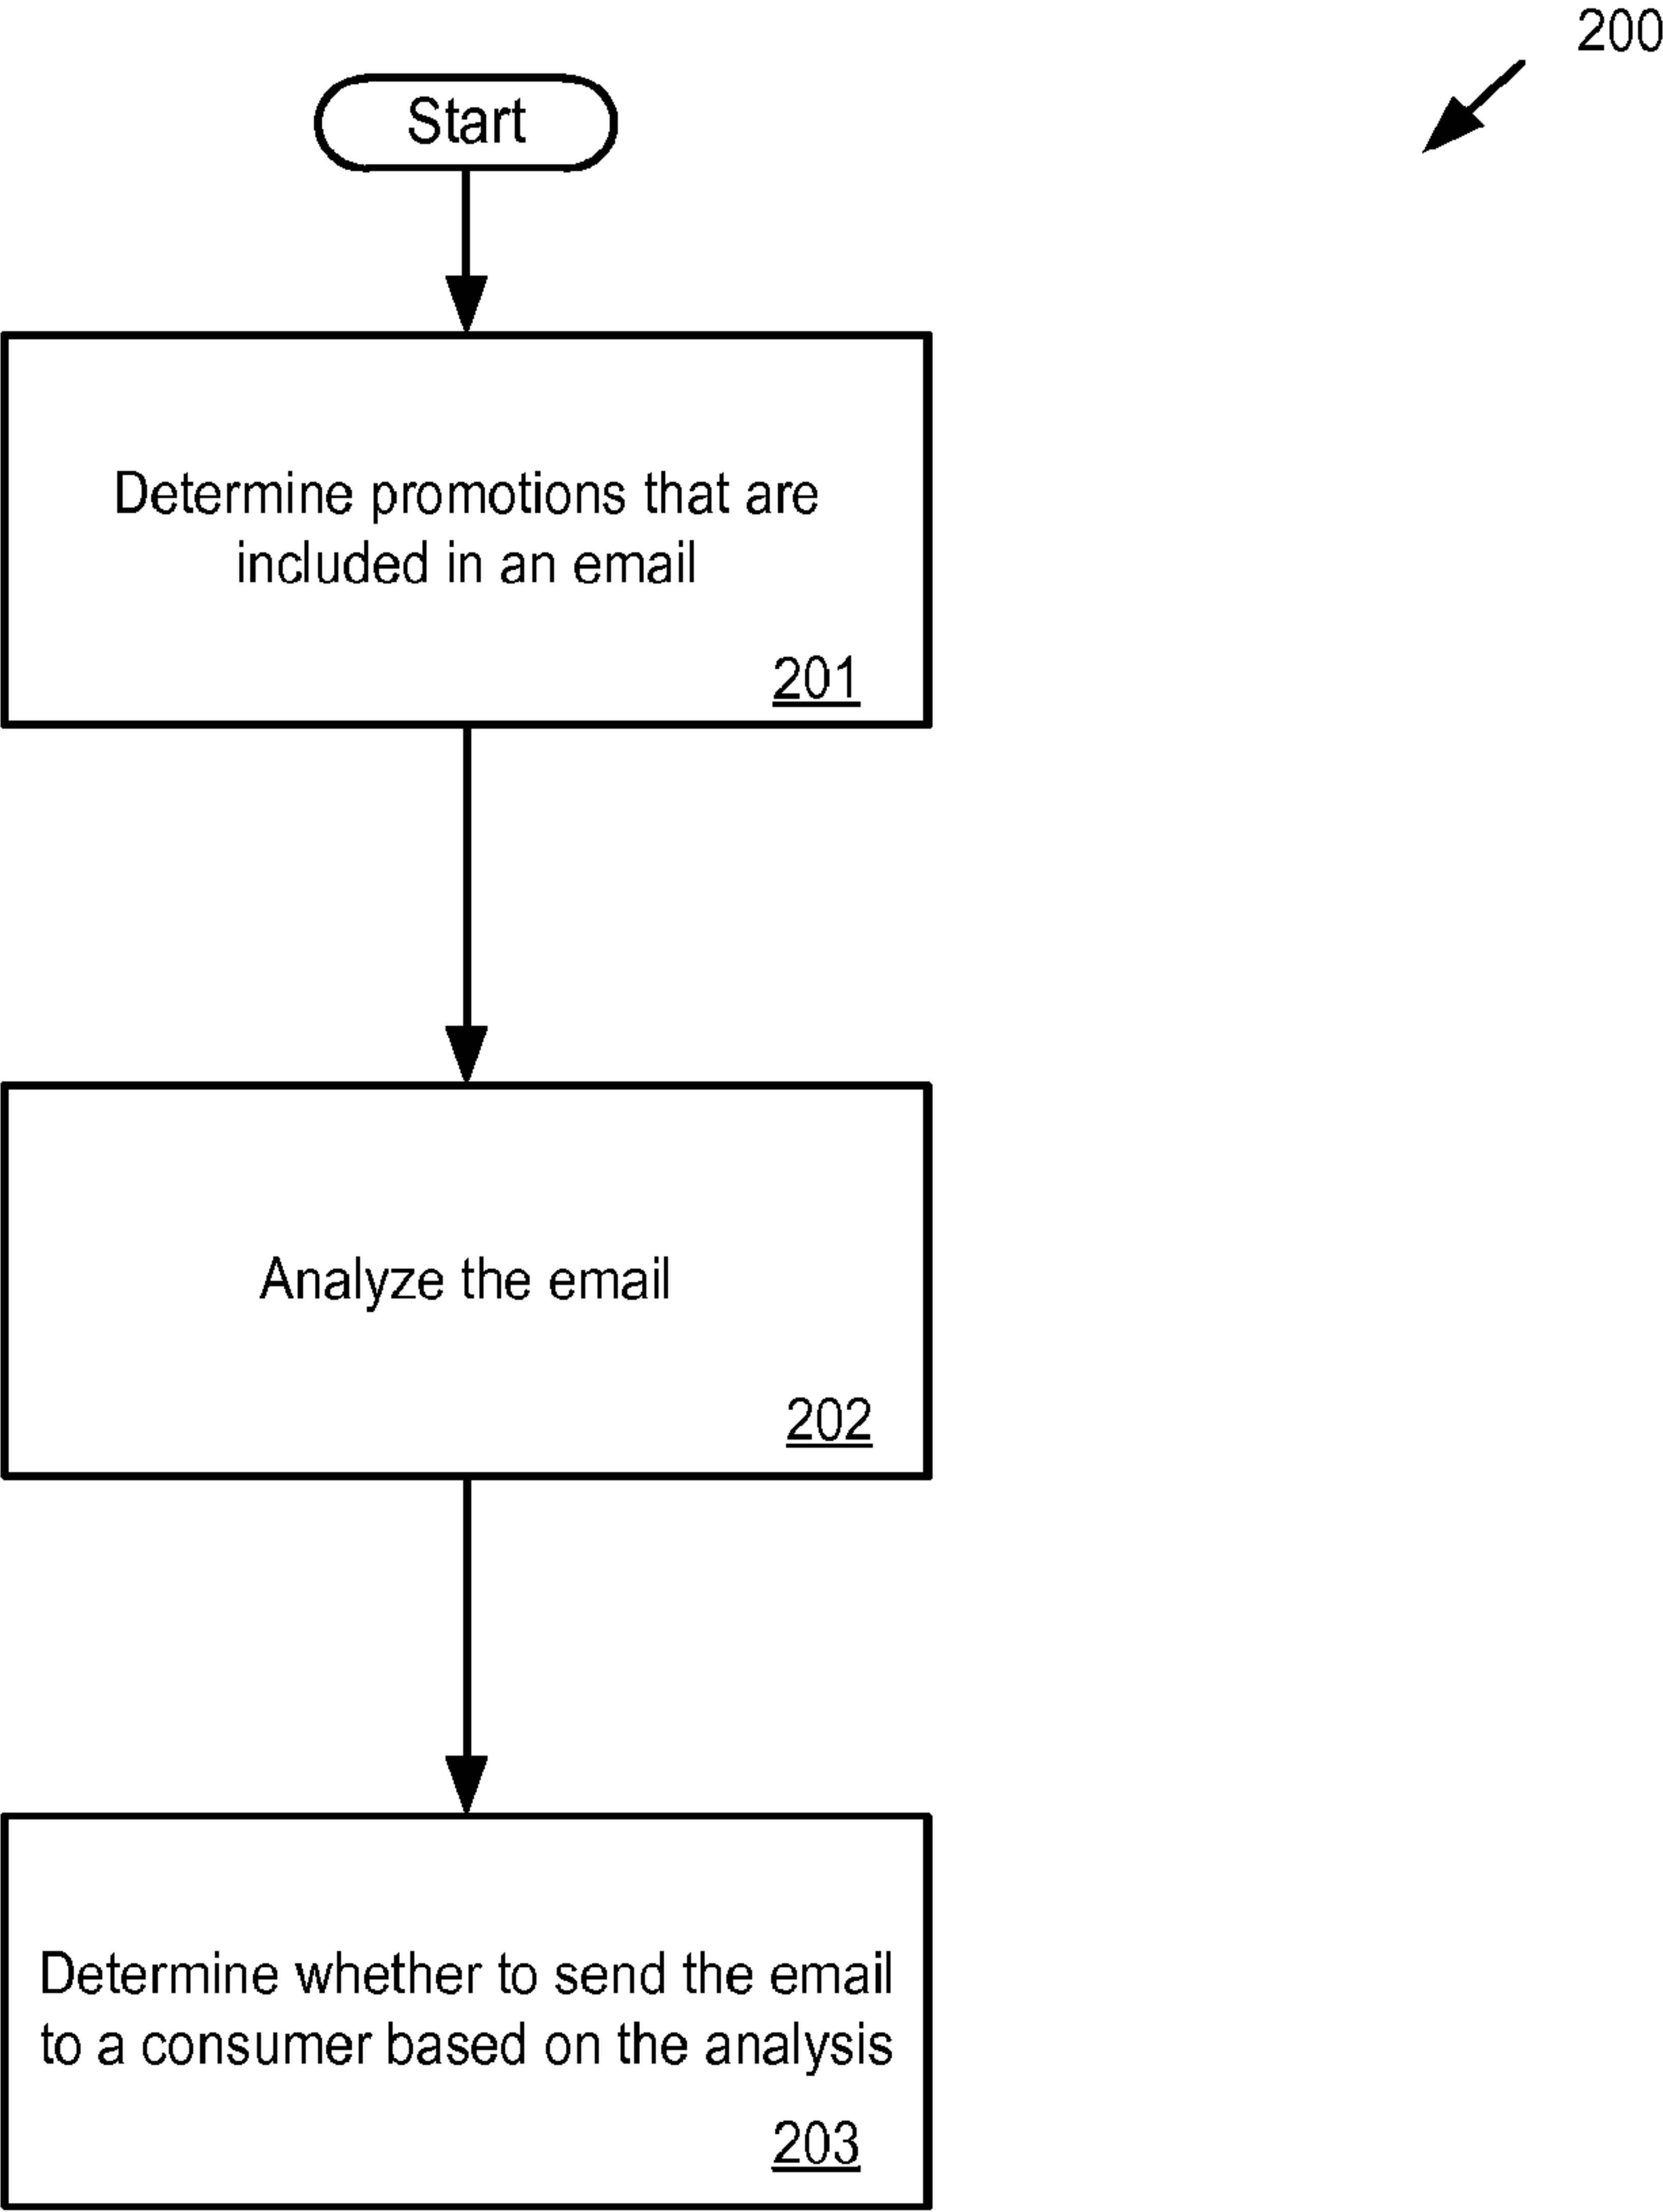 200
Start
Determine promotions that are
included in an email
201
Analyze the email
202
Determine whether to send the email
to a consumer based on the analysis
203